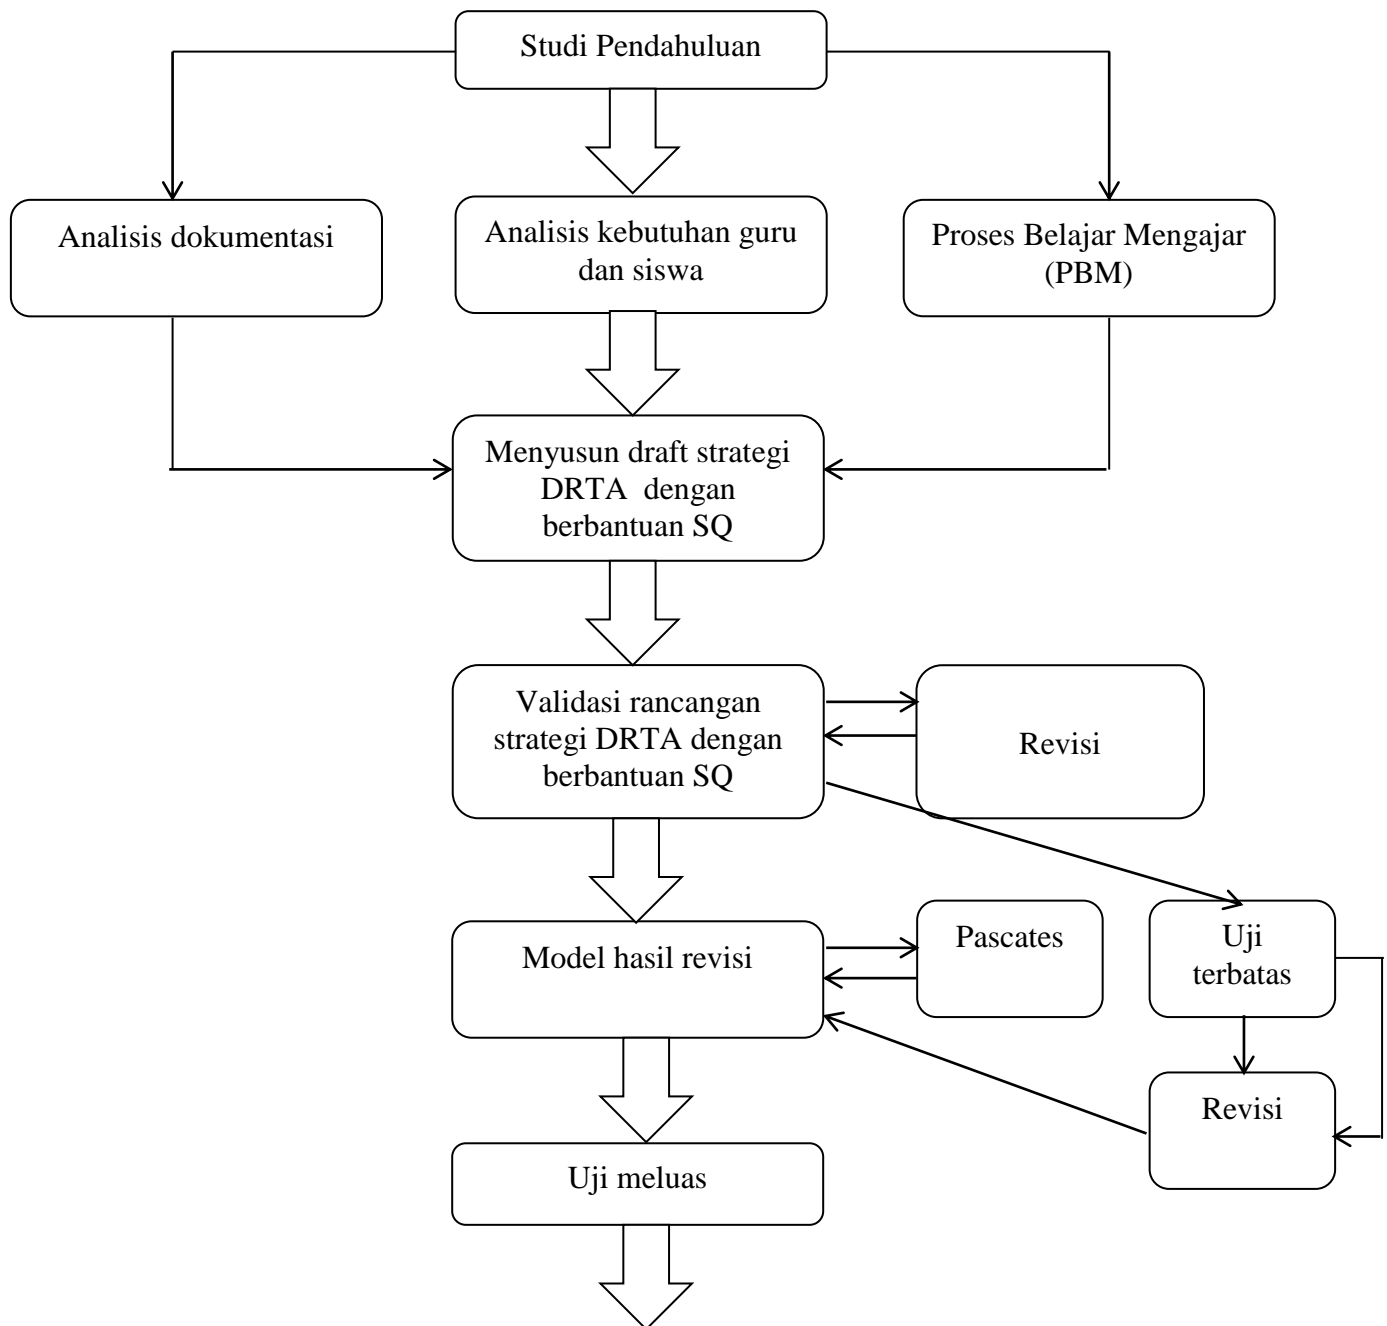 Studi Pendahuluan
Analisis dokumentasi
Analisis kebutuhan guru
dan siswa
Proses Belajar Mengajar
(PBM)
Menyusun draft strategi
DRTA dengan
berbantuan SQ
Validasi rancangan
strategi DRTA dengan
berbantuan SQ
Revisi
Model hasil revisi
Pascates
Uji
terbatas
Revisi
Uji meluas